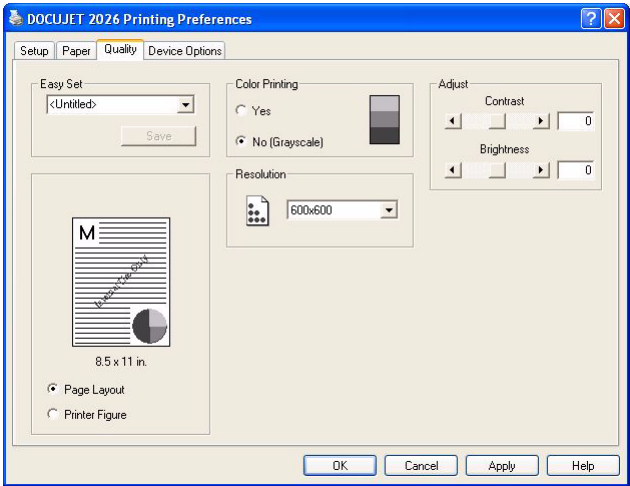 DOCUJET 2026 Printing Preferences
Setup
Paper
Quality
Device Options
Easy Set
<Untitled>
Save
M
8.5 x 11 in.
Page Layout
Printer Figure
Color Printing
Yes
No (Grayscale)
Resolution
600x600
Adjust
Contrast
0
Brightness
0
OK
Cancel
Apply
Help